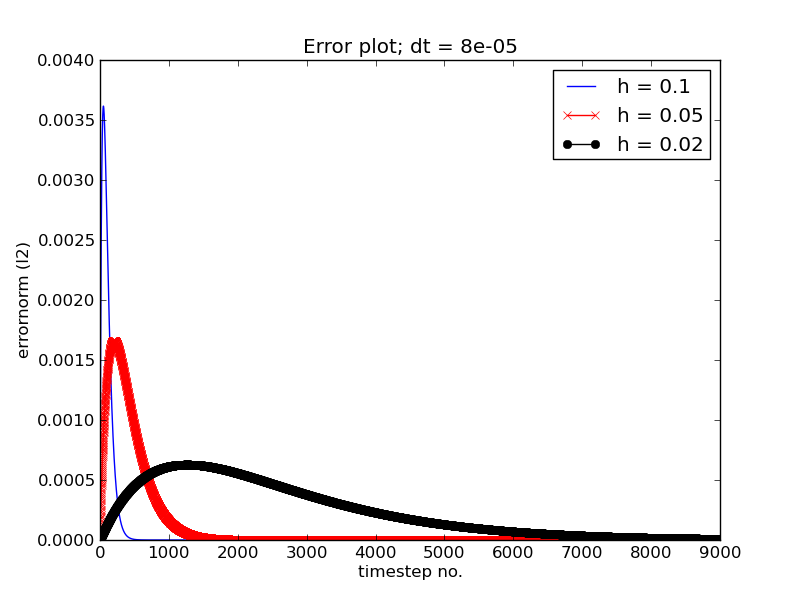 Error plot; dt = 8e-05
0.0040
0.0035
0.0030
0.0025
0.0020
0.0015
0.0010
0.0005
0.0000
errornorm (l2)
h = 0.1
h = 0.05
h = 0.02
0 1000 2000 3000 4000 5000 6000 7000 8000 9000
timestep no.